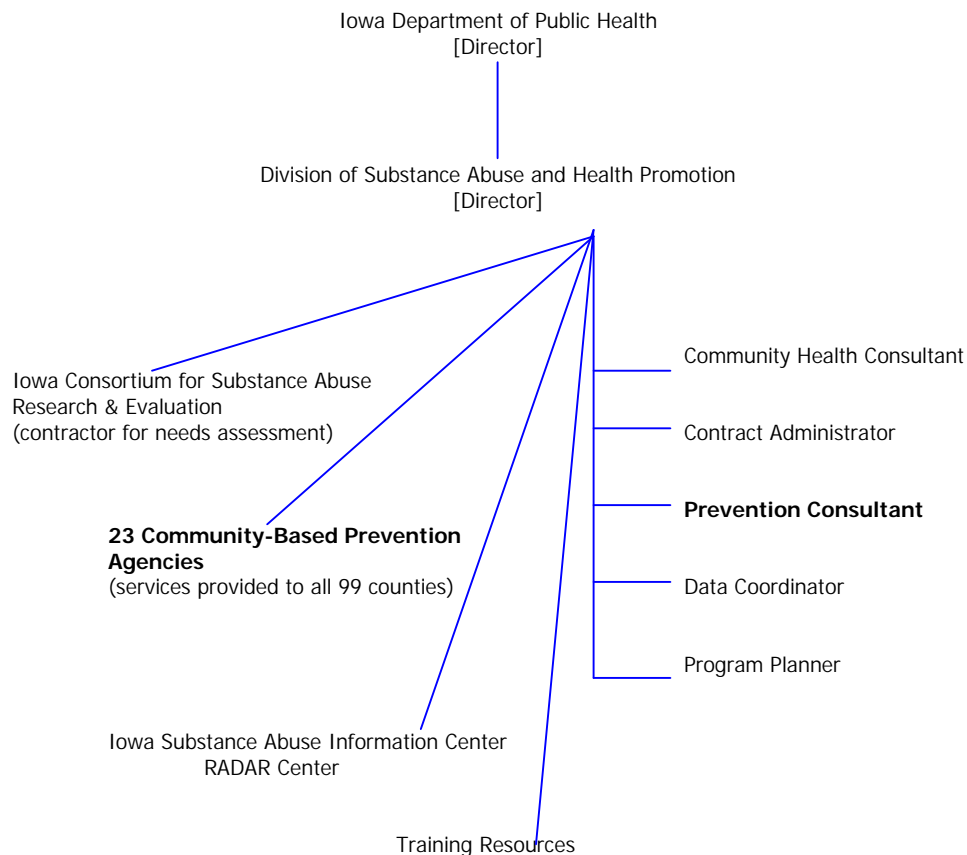 Iowa Department of Public Health
[Director]
Division of Substance Abuse and Health Promotion
[Director]
Iowa Consortium for Substance Abuse
Research & Evaluation
(contractor for needs assessment)
23 Community-Based Prevention
Agencies
(services provided to all 99 counties)
Iowa Substance Abuse Information Center
RADAR Center
Training Resources
Community Health Consultant
Contract Administrator
Prevention Consultant
Data Coordinator
Program Planner